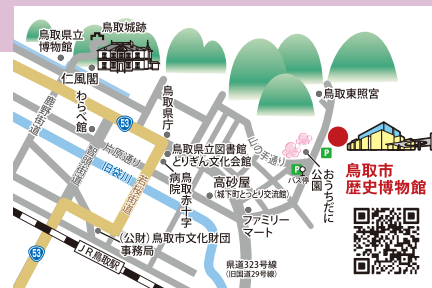 鳥取県立
博物館
鳥取城跡
仁風閣
わらべ館
鹿野街道
智頭街道
片原通り
旧袋川
若桜街道
53
鳥取県庁
鳥取県立図書館
とりぎん文化会館
鳥取赤十字
病院
高砂屋
(城下町とっとり交流館)
ファミリー
マート
二の手通り
鳥取東照宮
P
P
バス停
おうちだに
公園
鳥取市
歴史博物館
(公財)鳥取市文化財団
事務局
JR鳥取駅
53
県道323号線
(旧国道29号線)